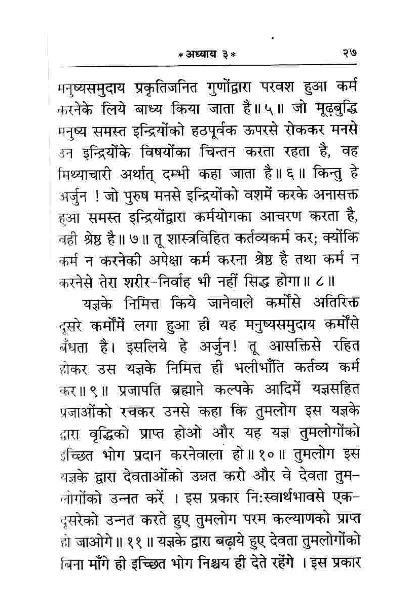 *अध्याय ३* २७
मनुष्यसमुदाय प्रकृतिजनित गुणोंद्वारा परवश हुआ कर्म
करनेके लिये बाध्य किया जाता है॥५॥ जो मूढ़बुद्धि
मनुष्य समस्त इन्द्रियोंको हठपूर्वक ऊपरसे रोककर मनसे
उन इन्द्रियोंके विषयोंका चिन्तन करता रहता है, वह
मिथ्याचारी अर्थात् दम्भी कहा जाता है॥६॥ किन्तु हे
अर्जुन ! जो पुरुष मनसे इन्द्रियोंको वशमें करके अनासक्त
हुआ समस्त इन्द्रियोंद्वारा कर्मयोगका आचरण करता है,
वही श्रेष्ठ है॥७॥ तू शास्त्रविहित कर्तव्यकर्म कर; क्योंकि
कर्म न करनेकी अपेक्षा कर्म करना श्रेष्ठ है तथा कर्म न
करनेसे तेरा शरीर-निर्वाह भी नहीं सिद्ध होगा॥८॥
यज्ञके निमित्त किये जानेवाले कर्मोंसे अतिरिक्त
दूसरे कर्मोंमें लगा हुआ ही यह मनुष्यसमुदाय कर्मोंसे
बँधता है। इसलिये हे अर्जुन! तू आसक्तिसे रहित
होकर उस यज्ञके निमित्त ही भलीभाँति कर्तव्य कर्म
कर॥९॥ प्रजापति ब्रह्माने कल्पके आदिमें यज्ञसहित
प्रजाओंको रचकर उनसे कहा कि तुमलोग इस यज्ञके
द्वारा वृद्धिको प्राप्त होओ और यह यज्ञ तुमलोगोंको
इच्छित भोग प्रदान करनेवाला हो॥१०॥ तुमलोग इस
यज्ञके द्वारा देवताओंको उन्नत करो और वे देवता तुम-
लोगोंको उन्नत करें । इस प्रकार नि:स्वार्थभावसे एक-
दूसरेको उन्नत करते हुए तुमलोग परम कल्याणको प्राप्त
हो जाओगे॥११॥ यज्ञके द्वारा बढ़ाये हुए देवता तुमलोगोंको
बिना माँगे ही इच्छित भोग निश्चय ही देते रहेंगे । इस प्रकार